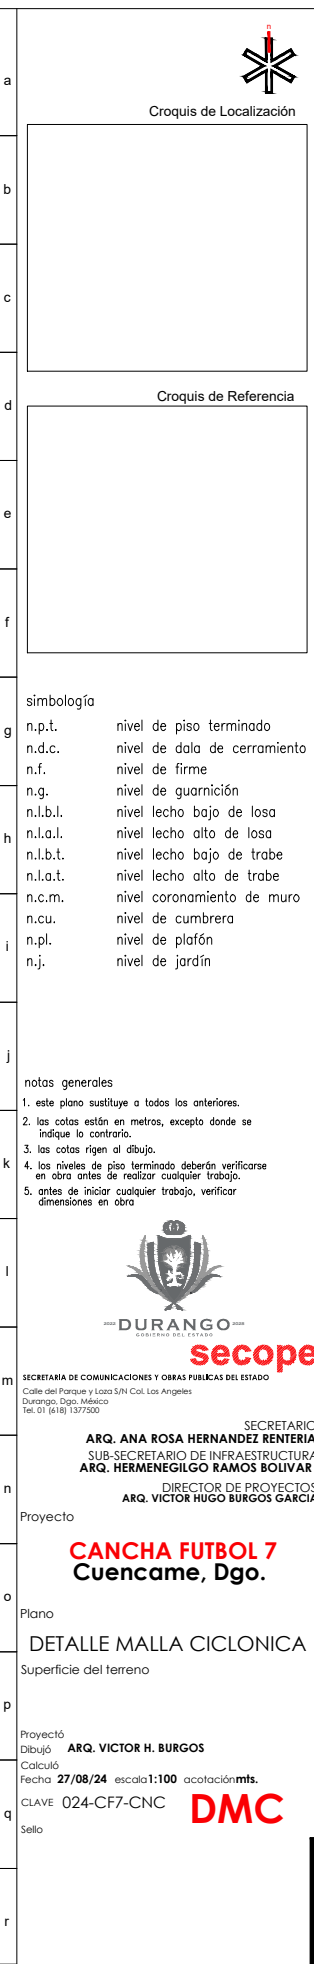 n
a
Croquis de Localización
b
c
d
Croquis de Referencia
e
f
simbología
g
n.p.t. nivel de piso terminado
n.d.c. nivel de dala de cerramiento
n.f. nivel de firme
n.g. nivel de guarnición
n.l.b.l. nivel lecho bajo de losa
h
n.l.a.l. nivel lecho alto de losa
n.l.b.t. nivel lecho bajo de trabe
n.l.a.t. nivel lecho alto de trabe
n.c.m. nivel coronamiento de muro
n.cu. nivel de cumbrera
i
n.pl. nivel de plafón
n.j. nivel de jardín
j
notas generales
1. este plano sustituye a todos los anteriores.
2. las cotas están en metros, excepto donde se
indique lo contrario.
3. las cotas rigen al dibujo.
k
4. los niveles de piso terminado deberán verificarse
en obra antes de realizar cualquier trabajo.
5. antes de iniciar cualquier trabajo, verificar
dimensiones en obra
l
DURANGO
GOBIERNO DEL ESTADO
secope
m
SECRETARÍA DE COMUNICACIONES Y OBRAS PUBLICAS DEL ESTADO
Calle del Parque y Loza S/N Col. Los Angeles
Durango, Dgo. México
Tel. 01 (618) 1377500
SECRETARIO
ARQ. ANA ROSA HERNANDEZ RENTERIA
SUB-SECRETARIO DE INFRAESTRUCTURA
ARQ. HERMENEGILGO RAMOS BOLIVAR
n
DIRECTOR DE PROYECTOS
ARQ. VICTOR HUGO BURGOS GARCIA
Proyecto
CANCHA FUTBOL 7
Cuencame, Dgo.
o
Plano
DETALLE MALLA CICLONICA
Superficie del terreno
p
Proyectó
Dibujó ARQ. VICTOR H. BURGOS
Calculó
Fecha 27/08/24 escala1:100 acotaciónmts.
CLAVE 024-CF7-CNC DMC
q
Sello
r